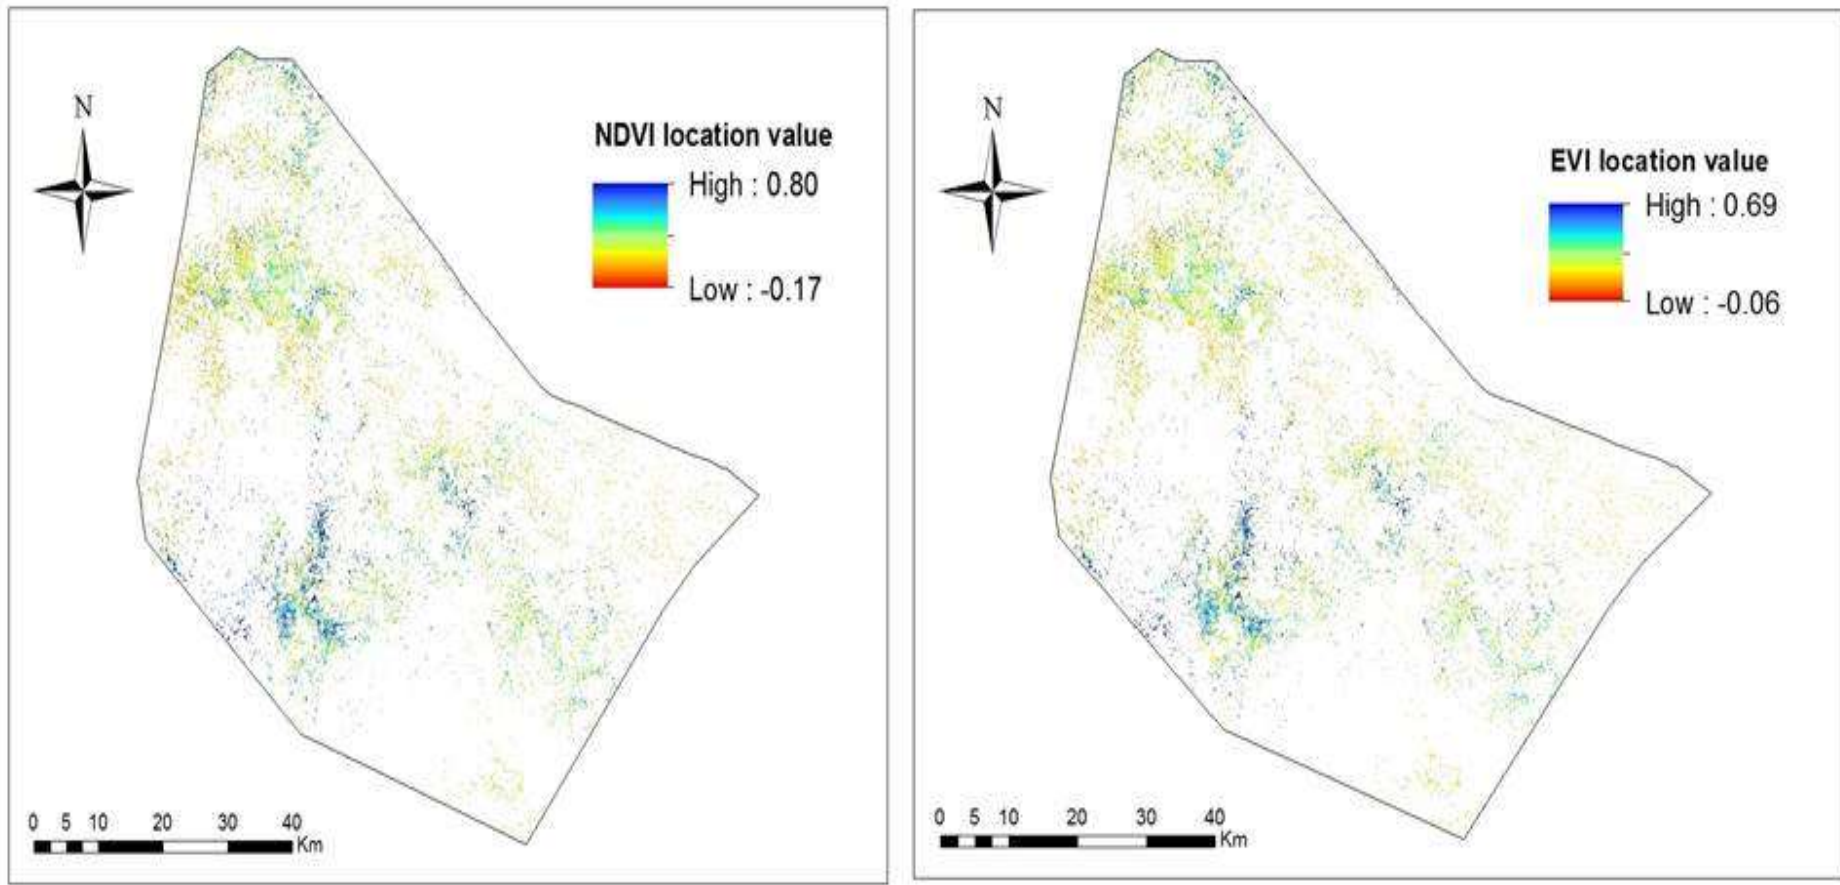 N
NDVI location value
High : 0.80
Low : -0.17
0 5 10 20 30 40
Km
N
EVI location value
High : 0.69
Low : -0.06
0 5 10 20 30 40
Km